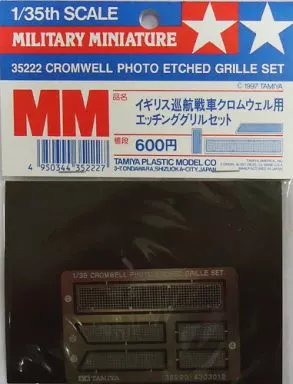 1/35th SCALE
MILITARY MINIATURE
35222 CROMWELL PHOTO ETCHED GRILLE SET
© 1997 TAMIYA
MM
品名
イギリス巡航戦車クロムウェル用
エッチンググリルセット
値段
600円
4 950344 352227
TAMIYA PLASTIC MODEL CO.
3-7, ONDAWARA, SHIZUOKA-CITY, JAPAN.
1/35 CROMWELL PHOTO ETCHED GRILLE SET
TAMIYA